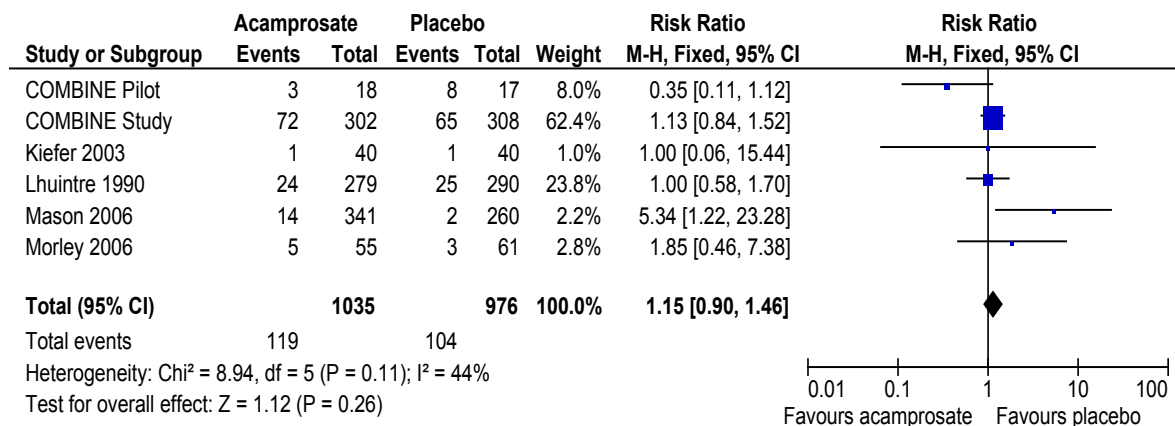 Acamprosate Placebo Risk Ratio Risk Ratio
Study or Subgroup Events Total Events Total Weight M-H, Fixed, 95% CI M-H, Fixed, 95% CI
COMBINE Pilot 3 18 8 17 8.0% 0.35 [0.11, 1.12]
COMBINE Study 72 302 65 308 62.4% 1.13 [0.84, 1.52]
Kiefer 2003 1 40 1 40 1.0% 1.00 [0.06, 15.44]
Lhuintre 1990 24 279 25 290 23.8% 1.00 [0.58, 1.70]
Mason 2006 14 341 2 260 2.2% 5.34 [1.22, 23.28]
Morley 2006 5 55 3 61 2.8% 1.85 [0.46, 7.38]
Total (95% CI) 1035 976 100.0% 1.15 [0.90, 1.46]
Total events 119 104
Heterogeneity: Chi² = 8.94, df = 5 (P = 0.11); I² = 44%
Test for overall effect: Z = 1.12 (P = 0.26)
0.01 0.1 1 10 100
Favours acamprosate Favours placebo